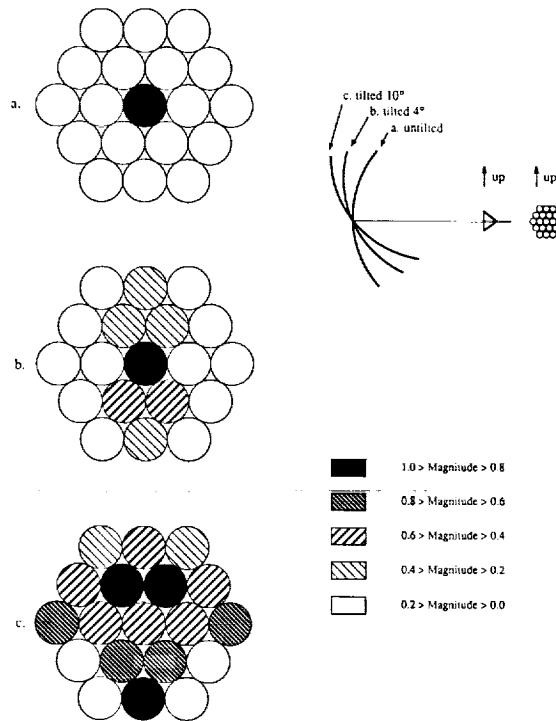 a.
c. tilted 10°
b. tilted 4°
a. untilted
up
up
b.
1.0 > Magnitude > 0.8
0.8 > Magnitude > 0.6
0.6 > Magnitude > 0.4
0.4 > Magnitude > 0.2
0.2 > Magnitude > 0.0
c.